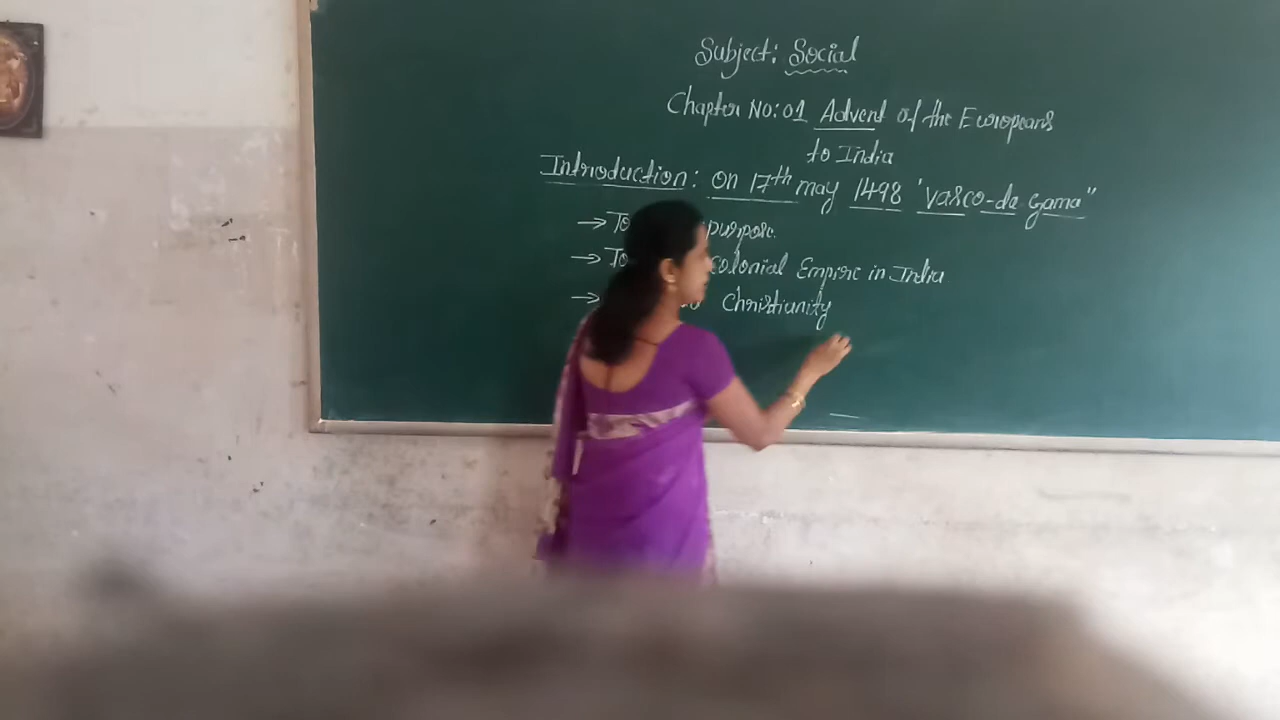 Subject: Social
Chapter No: 01 Advent of the Europeans
to India
Introduction: on 17th may 1498 'Vasco-de gama"
→ To purpose.
→ To colonial Empire in India
→ Christianity